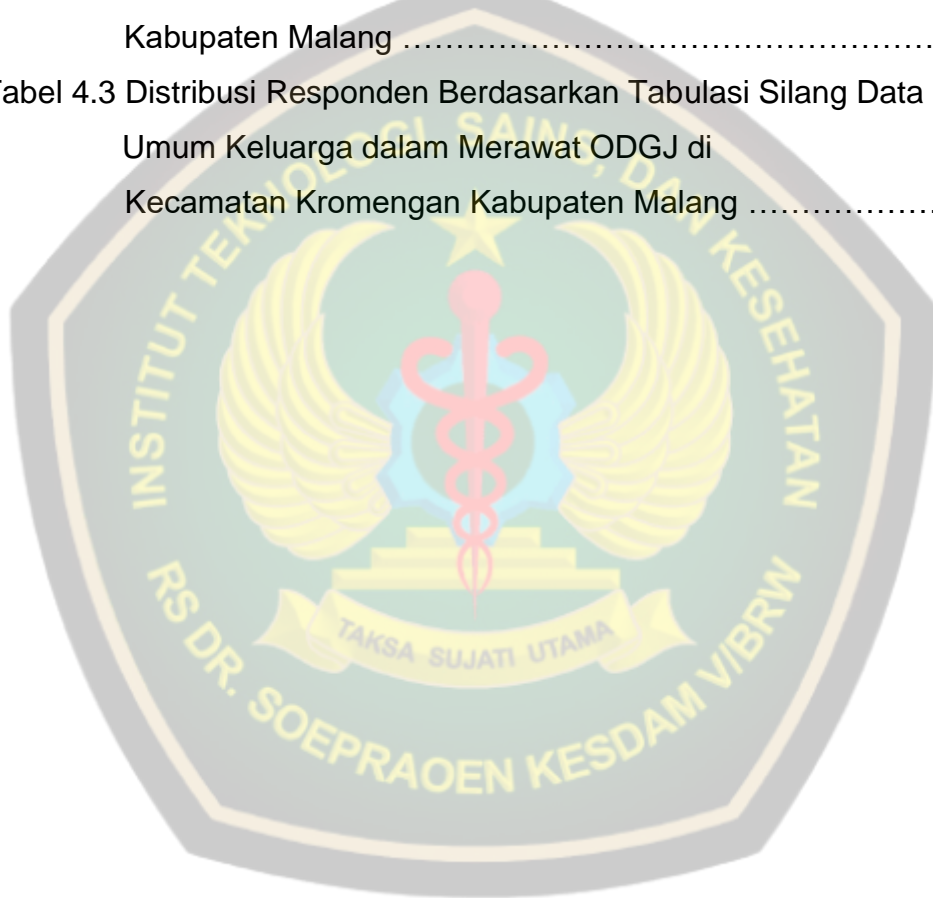 Kabupaten Malang ……………………………………………
Tabel 4.3 Distribusi Responden Berdasarkan Tabulasi Silang Data
Umum Keluarga dalam Merawat ODGJ di
Kecamatan Kromengan Kabupaten Malang ………………
INSTITUT TEKNOLOGI, SAINS, DAN KESEHATAN
TAKSA SUJATI UTAMA
RS DR. SOEPRAOEN KESDAM V/BRW